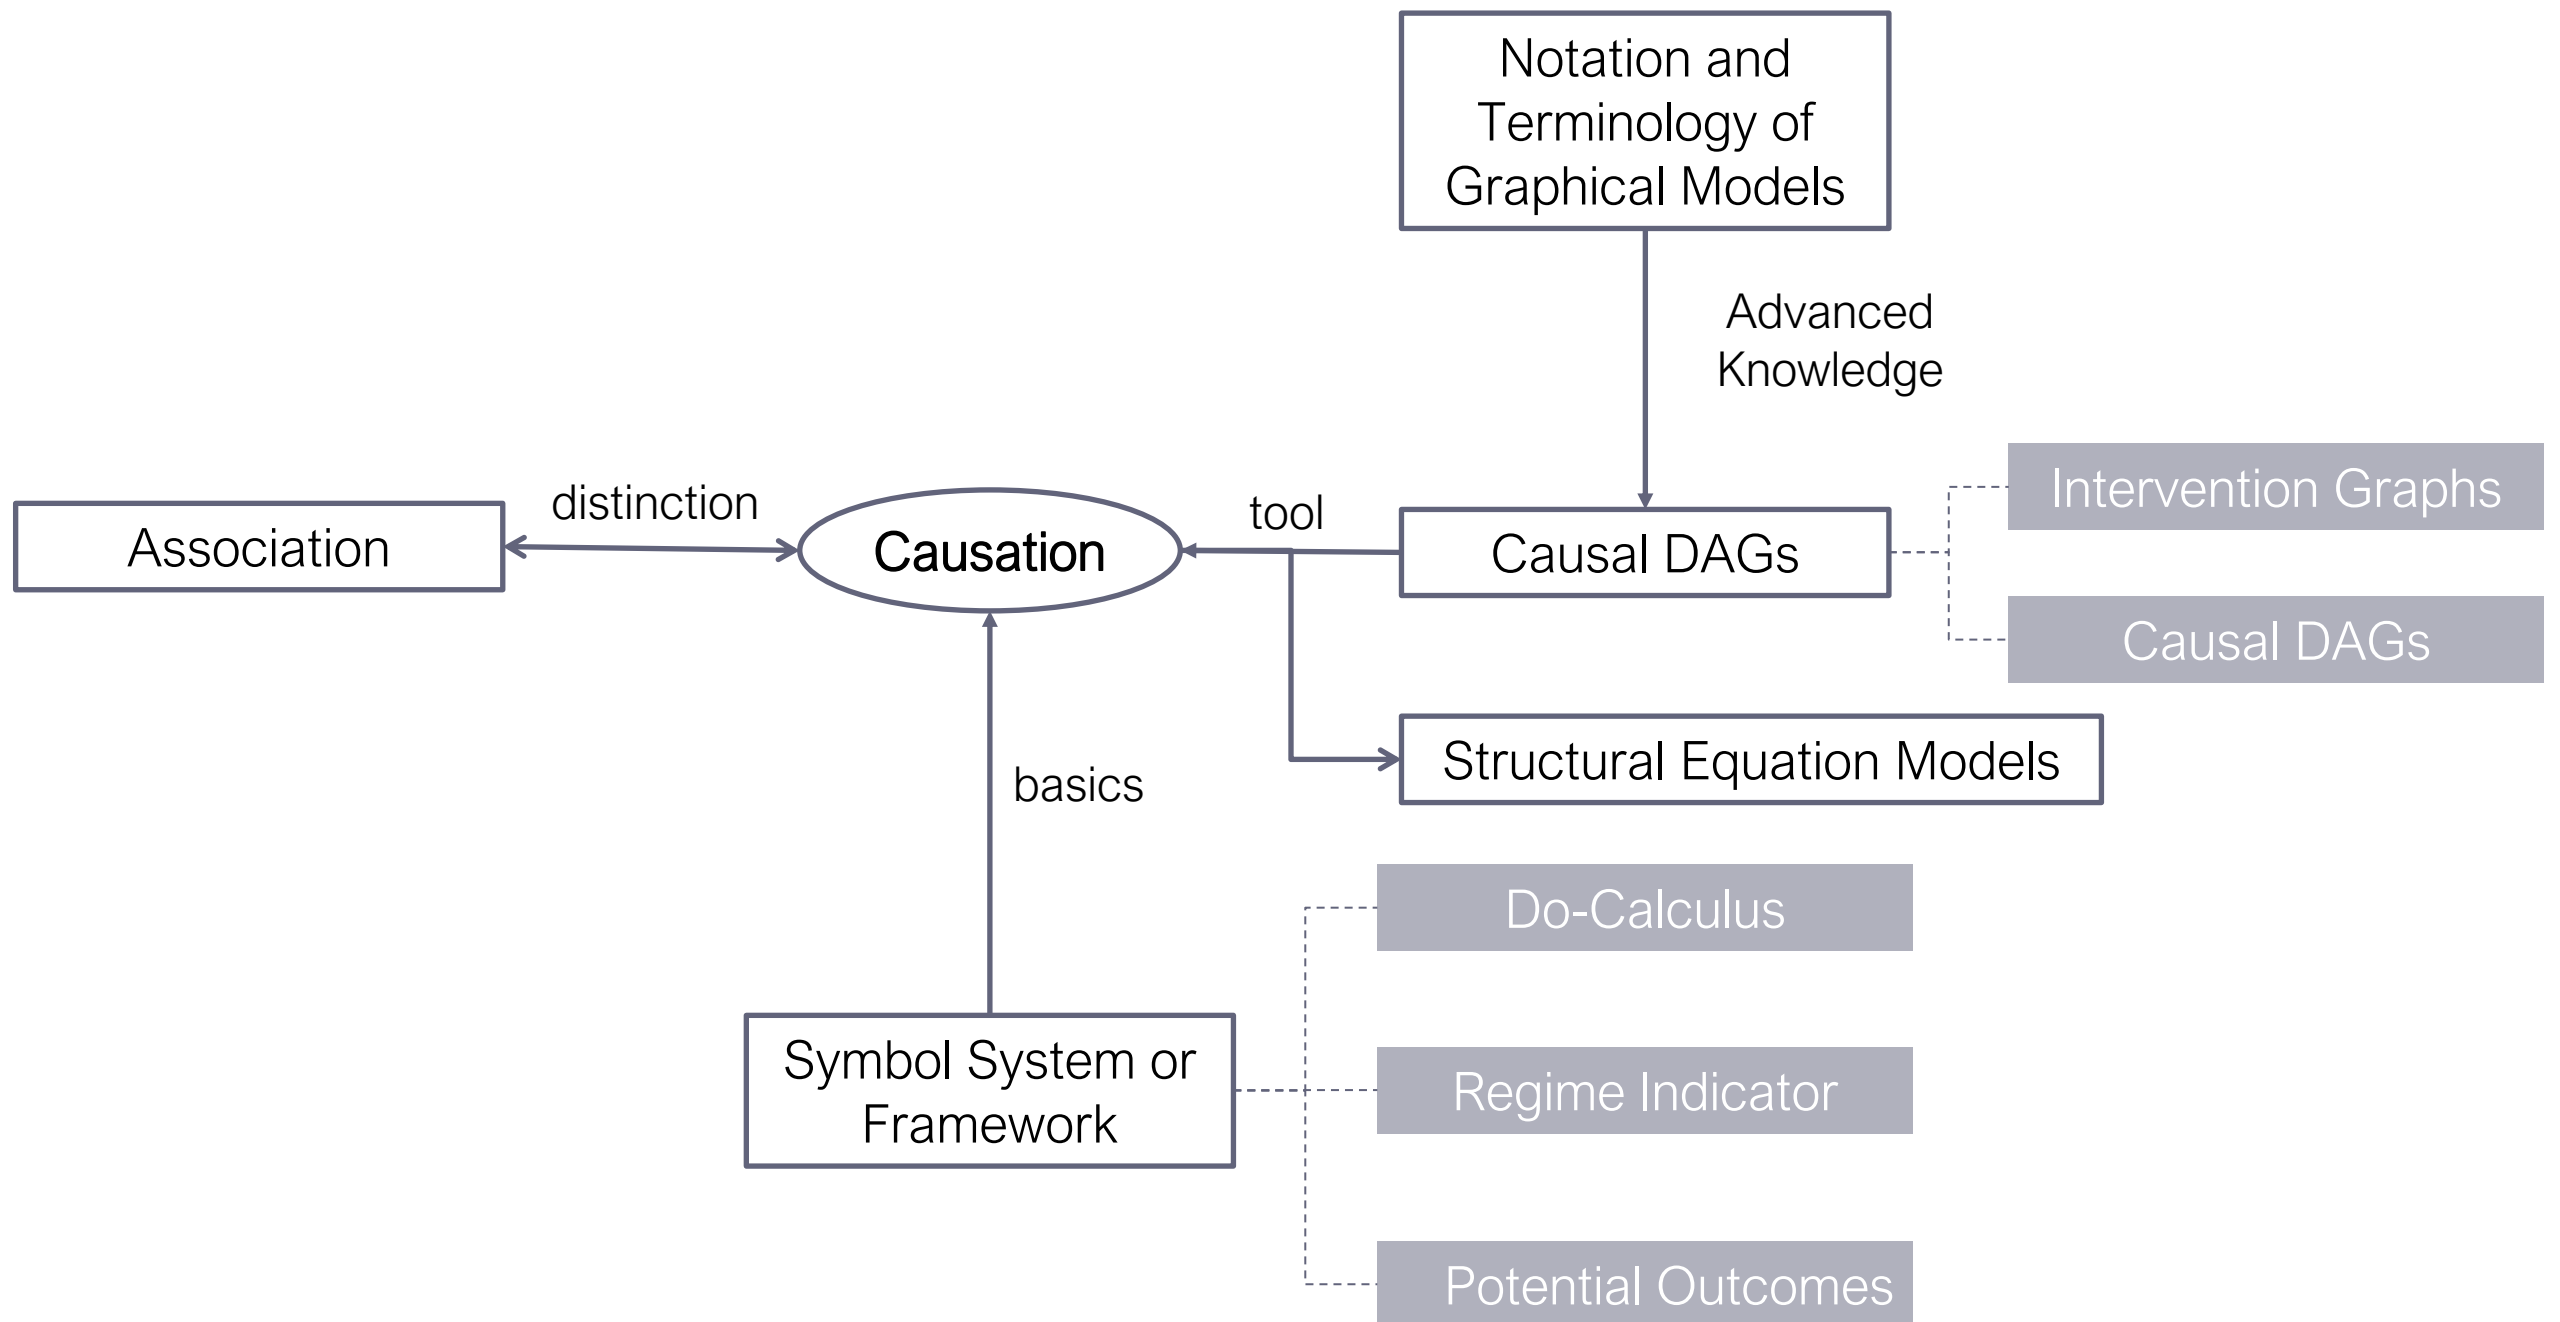 Notation and
Terminology of
Graphical Models
Advanced
Knowledge
Intervention Graphs
distinction
tool
Association
Causation
Causal DAGs
Causal DAGs
Structural Equation Models
basics
Do-Calculus
Symbol System or
Framework
Regime Indicator
Potential Outcomes